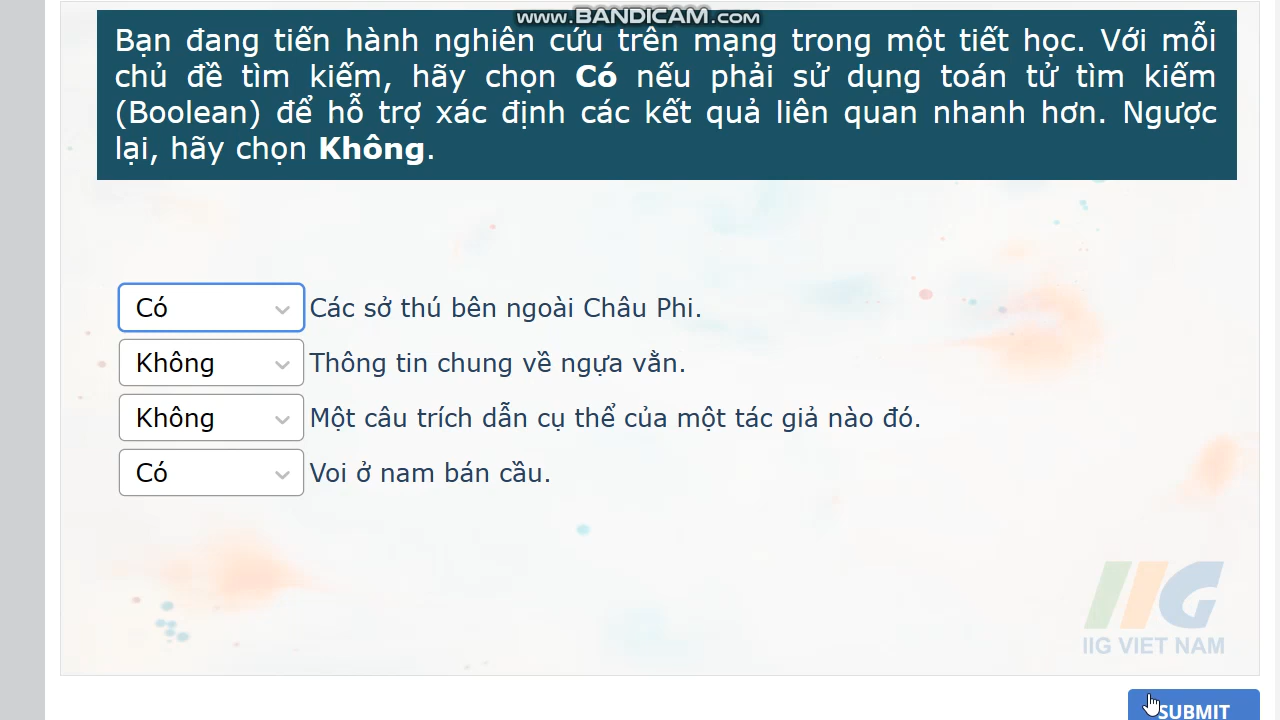 www.BANDICAM.com
Bạn đang tiến hành nghiên cứu trên mạng trong một tiết học. Với mỗi
chủ đề tìm kiếm, hãy chọn Có nếu phải sử dụng toán tử tìm kiếm
(Boolean) để hỗ trợ xác định các kết quả liên quan nhanh hơn. Ngược
lại, hãy chọn Không.
Có Các sở thú bên ngoài Châu Phi.
Không Thông tin chung về ngựa vằn.
Không Một câu trích dẫn cụ thể của một tác giả nào đó.
Có Voi ở nam bán cầu.
IIG
IIG VIET NAM
SUBMIT